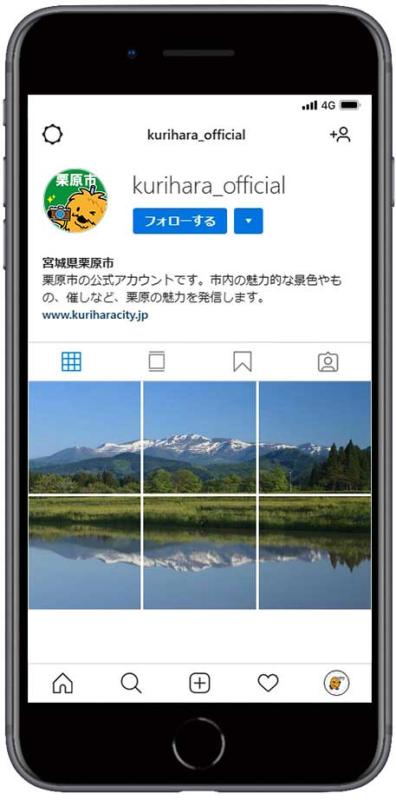 4G
kurihara_official
栗原市
kurihara_official
フォローする
宮城県栗原市
栗原市の公式アカウントです。市内の魅力的な景色やも
の、催しなど、栗原の魅力を発信します。
www.kuriharacity.jp